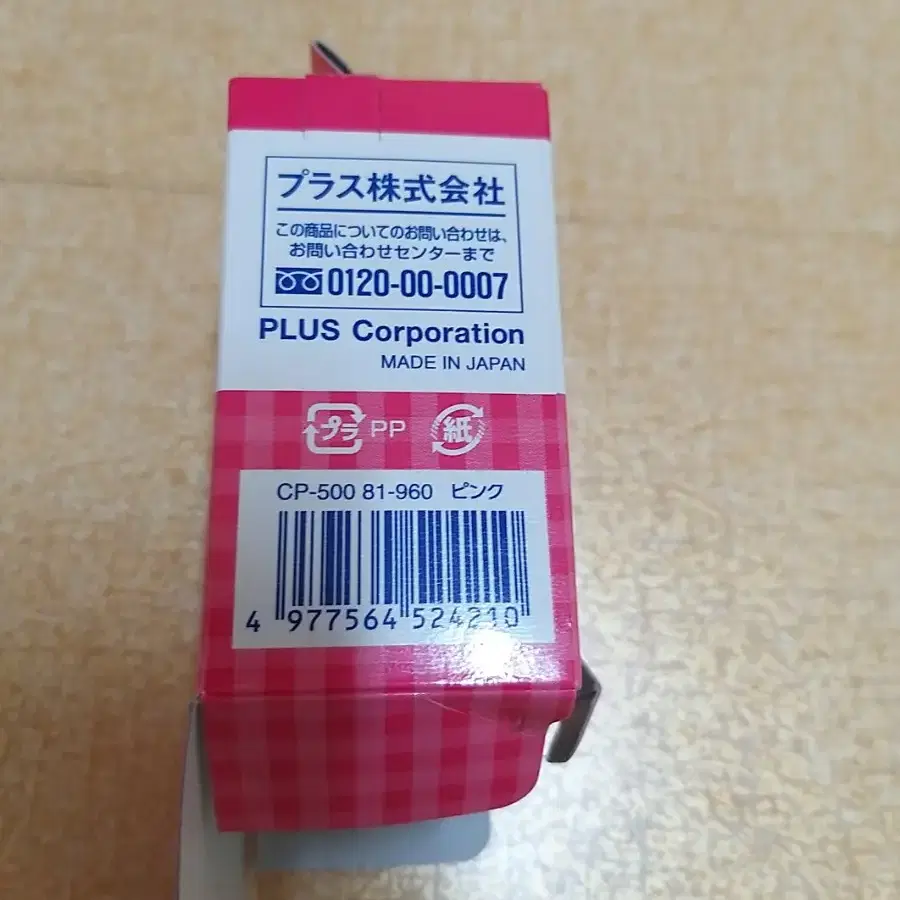 プラス株式会社
この商品についてのお問い合わせは、
お問い合わせセンターまで
0120-00-0007
PLUS Corporation
MADE IN JAPAN
プラ PP 紙
CP-500 81-960 ピンク
4 977564 524210